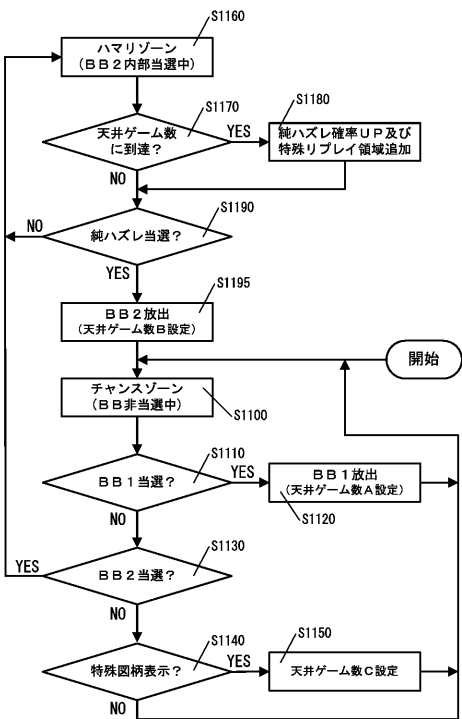 S1160
ハマリゾーン
(BB2内部当選中)
S1170
天井ゲーム数
に到達?
YES
NO
S1180
純ハズレ確率UP及び
特殊リプレイ領域追加
S1190
純ハズレ当選?
NO
YES
S1195
BB2放出
(天井ゲーム数B設定)
開始
チャンスゾーン
(BB非当選中)
S1100
S1110
BB1当選?
YES
NO
BB1放出
(天井ゲーム数A設定)
S1120
S1130
BB2当選?
YES
NO
S1140
特殊図柄表示?
YES
NO
S1150
天井ゲーム数C設定